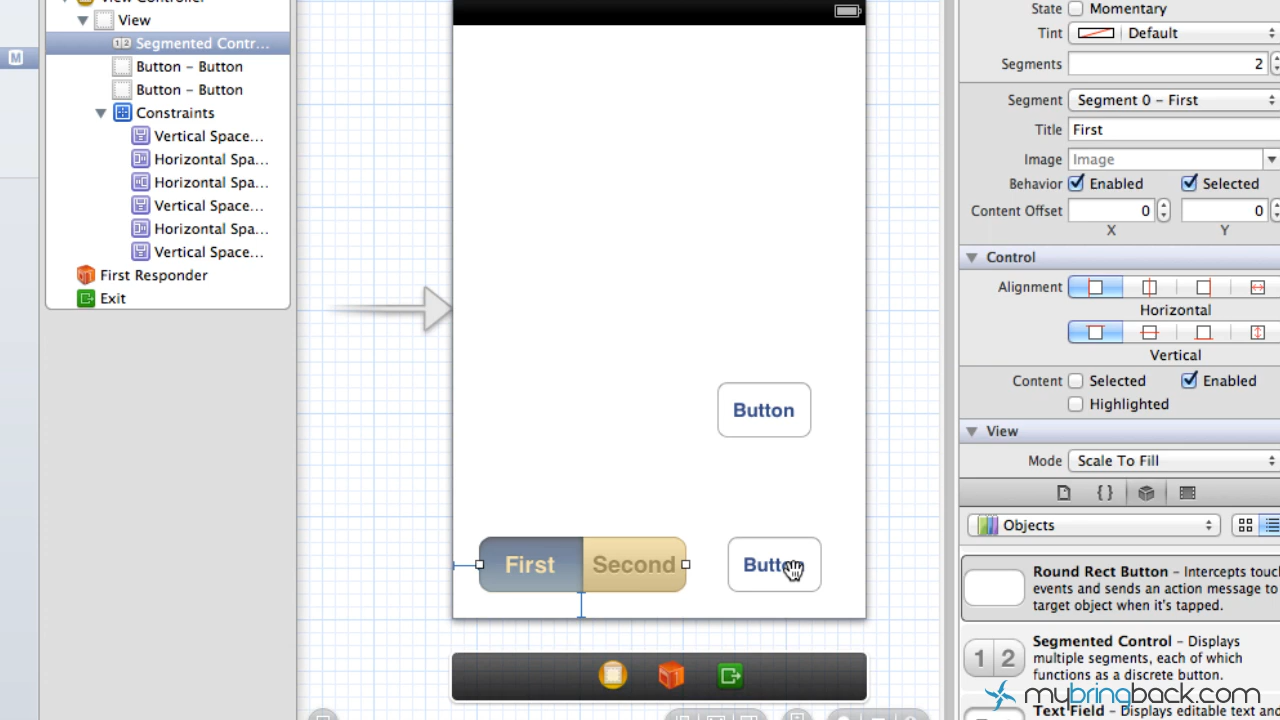 View Controller
View
Segmented Contr...
Button – Button
Button – Button
Constraints
Vertical Space...
Horizontal Spa...
Horizontal Spa...
Vertical Space...
Horizontal Spa...
Vertical Space...
First Responder
Exit
M
Button
First
Second
Button
State
Momentary
Tint
Default
Segments
2
Segment
Segment 0 – First
Title
First
Image
Image
Behavior
Enabled
Selected
Content Offset
0
0
X
Y
Control
Alignment
Horizontal
Vertical
Content
Selected
Enabled
Highlighted
View
Mode
Scale To Fill
{ }
Objects
Round Rect Button – Intercepts touch
events and sends an action message to
target object when it's tapped.
1 2
Segmented Control – Displays
multiple segments, each of which
functions as a discrete button.
mybringback.com
Text Field – Displays editable text and